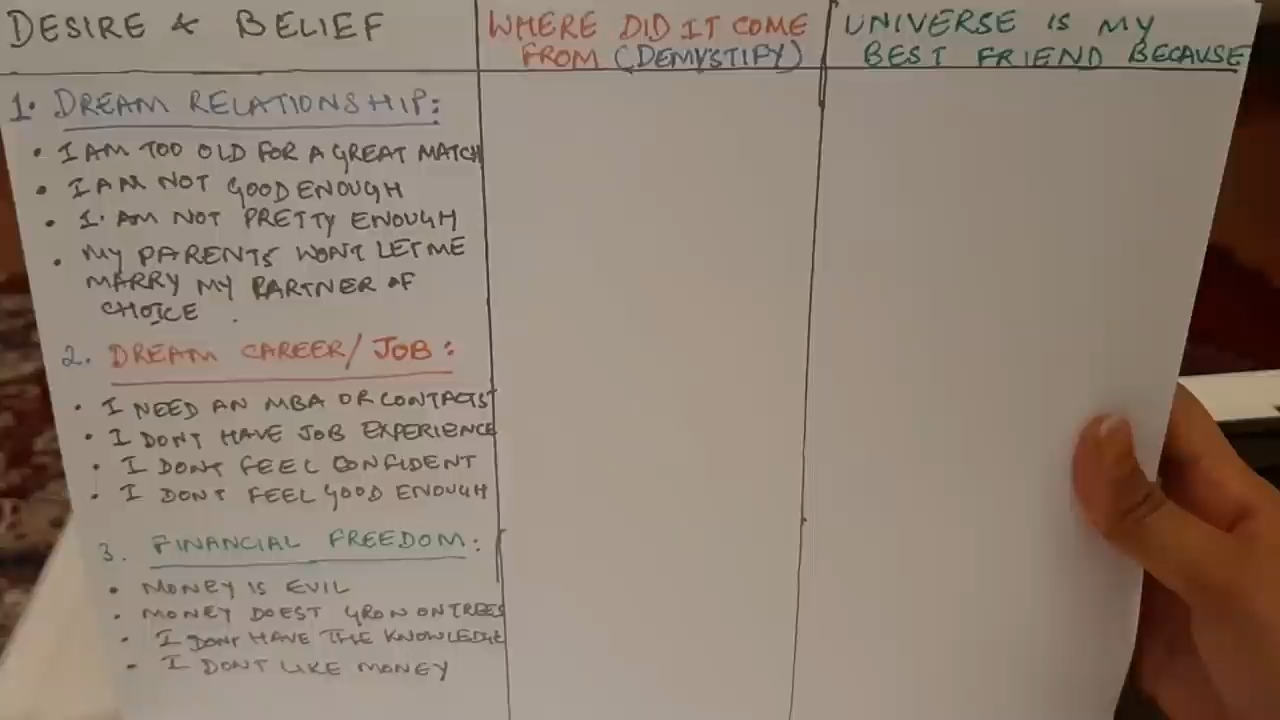 DESIRE & BELIEF
WHERE DID IT COME
FROM (DEMYSTIFY)
UNIVERSE IS MY
BEST FRIEND BECAUSE
1. DREAM RELATIONSHIP:
• I AM TOO OLD FOR A GREAT MATCH
• I AM NOT GOOD ENOUGH
• I AM NOT PRETTY ENOUGH
• MY PARENTS WONT LET ME
MARRY MY PARTNER OF
CHOICE
2. DREAM CAREER/JOB:
• I NEED AN MBA OR CONTACTS
• I DONT HAVE JOB EXPERIENCE
• I DONT FEEL CONFIDENT
• I DONT FEEL GOOD ENOUGH
3. FINANCIAL FREEDOM:
• MONEY IS EVIL
• MONEY DOEST GROW ON TREES
• I DONT HAVE THE KNOWLEDGE
• I DONT LIKE MONEY